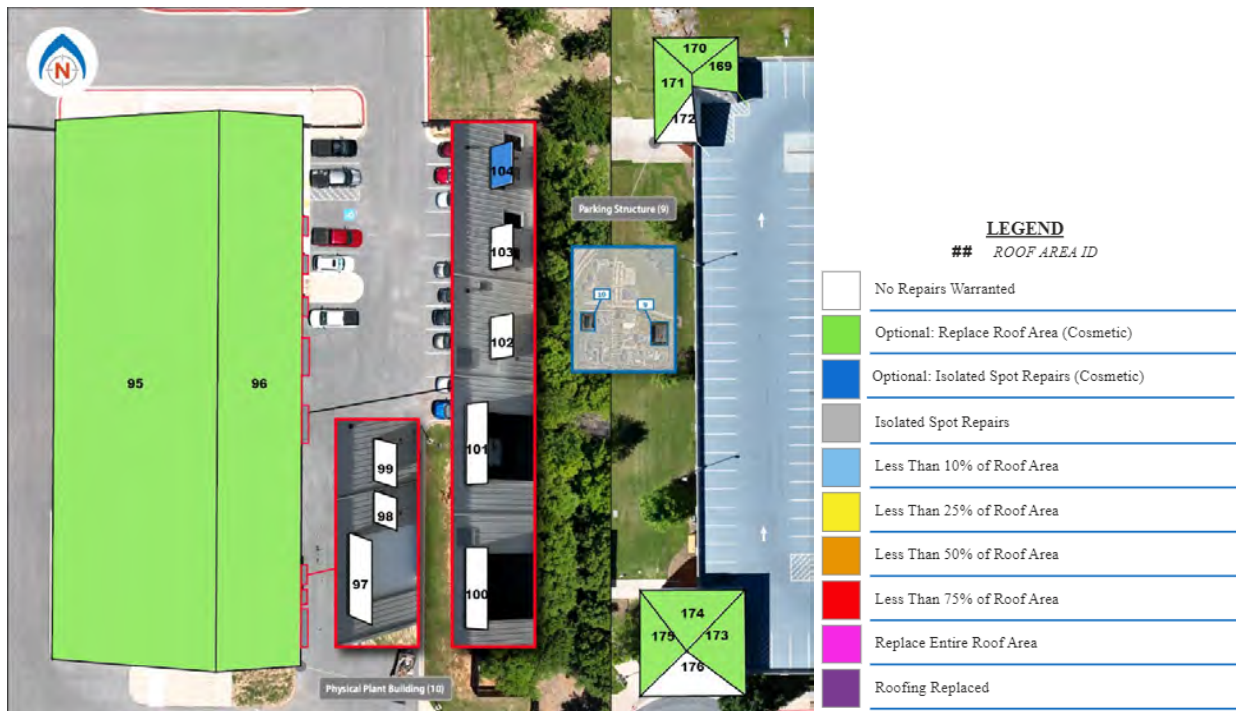 N
170
169
171
172
104
Parking Structure (9)
103
10
9
102
95
96
101
99
98
97
100
174
175
173
176
Physical Plant Building (10)
LEGEND
## ROOF AREA ID
No Repairs Warranted
Optional: Replace Roof Area (Cosmetic)
Optional: Isolated Spot Repairs (Cosmetic)
Isolated Spot Repairs
Less Than 10% of Roof Area
Less Than 25% of Roof Area
Less Than 50% of Roof Area
Less Than 75% of Roof Area
Replace Entire Roof Area
Roofing Replaced